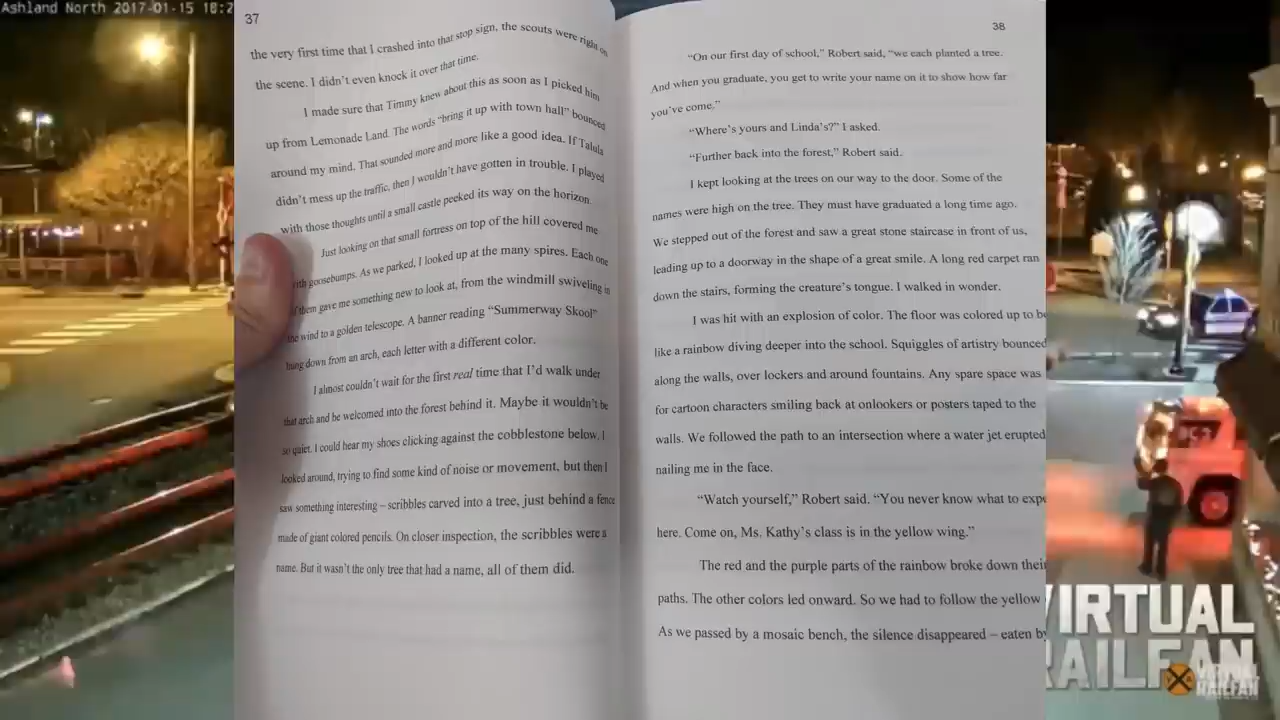 Ashland North 2017-01-15 18:2
37
the very first time that I crashed into that stop sign, the scouts were right on
the scene. I didn't even knock it over that time.
I made sure that Timmy knew about this as soon as I picked him
up from Lemonade Land. The words "bring it up with town hall" bounced
around my mind. That sounded more and more like a good idea. If Talula
didn't mess up the traffic, then I wouldn't have gotten in trouble. I played
with those thoughts until a small castle peeked its way on the horizon.
Just looking on that small fortress on top of the hill covered me
ith goosebumps. As we parked, I looked up at the many spires. Each one
f them gave me something new to look at, from the windmill swiveling in
the wind to a golden telescope. A banner reading "Summerway Skool"
hung down from an arch, each letter with a different color.
I almost couldn't wait for the first real time that I'd walk under
that arch and be welcomed into the forest behind it. Maybe it wouldn't be
so quiet. I could hear my shoes clicking against the cobblestone below. I
looked around, trying to find some kind of noise or movement, but then I
saw something interesting – scribbles carved into a tree, just behind a fence
made of giant colored pencils. On closer inspection, the scribbles were a
name. But it wasn't the only tree that had a name, all of them did.
38
"On our first day of school," Robert said, "we each planted a tree.
And when you graduate, you get to write your name on it to show how far
you've come."
"Where's yours and Linda's?" I asked.
"Further back into the forest," Robert said.
I kept looking at the trees on our way to the door. Some of the
names were high on the tree. They must have graduated a long time ago.
We stepped out of the forest and saw a great stone staircase in front of us,
leading up to a doorway in the shape of a great smile. A long red carpet ran
down the stairs, forming the creature's tongue. I walked in wonder.
I was hit with an explosion of color. The floor was colored up to be
like a rainbow diving deeper into the school. Squiggles of artistry bounced
along the walls, over lockers and around fountains. Any spare space was
for cartoon characters smiling back at onlookers or posters taped to the
walls. We followed the path to an intersection where a water jet erupted
nailing me in the face.
"Watch yourself," Robert said. "You never know what to expe
here. Come on, Ms. Kathy's class is in the yellow wing."
The red and the purple parts of the rainbow broke down their
paths. The other colors led onward. So we had to follow the yellow
As we passed by a mosaic bench, the silence disappeared – eaten by
VIRTUAL
RAILFAN
VIRTUAL
RAILFAN